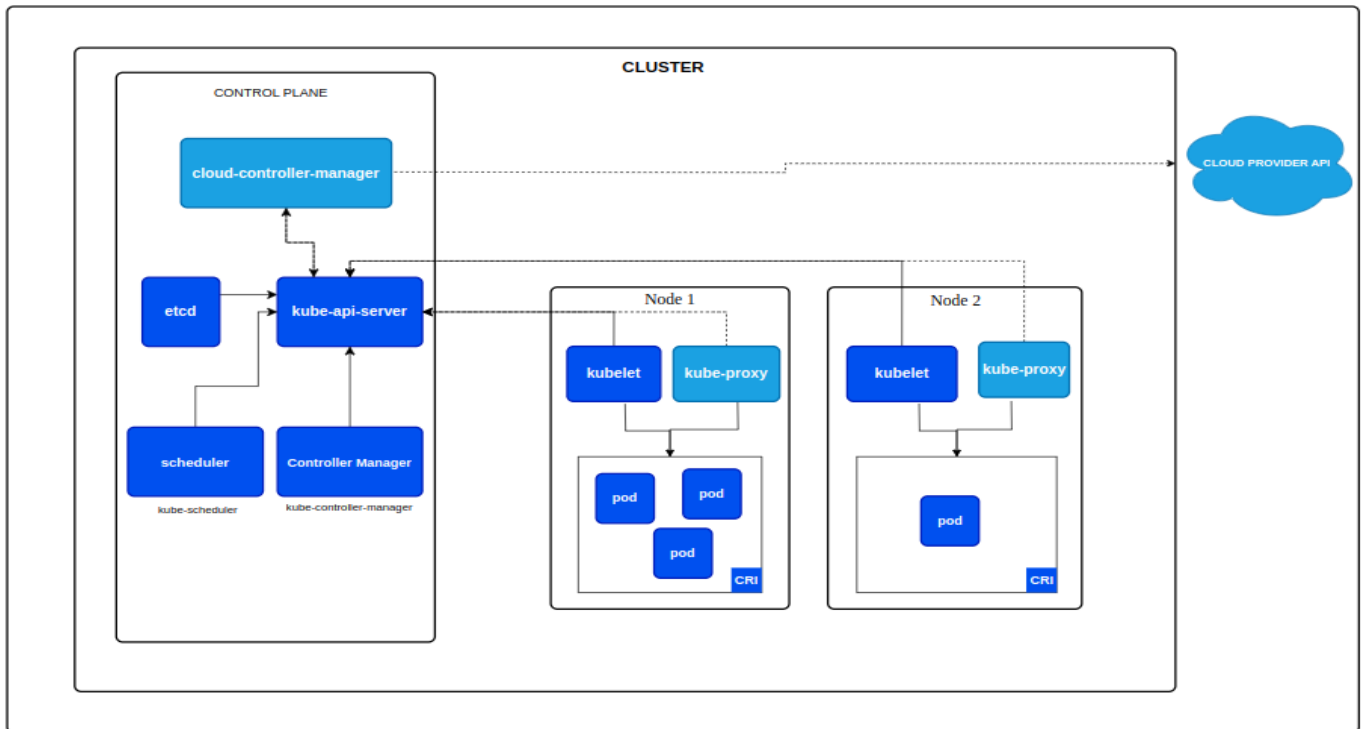 CLUSTER
CONTROL PLANE
cloud-controller-manager
CLOUD PROVIDER API
etcd
kube-api-server
scheduler
kube-scheduler
Controller Manager
kube-controller-manager
Node 1
kubelet
kube-proxy
pod
pod
pod
CRI
Node 2
kubelet
kube-proxy
pod
CRI